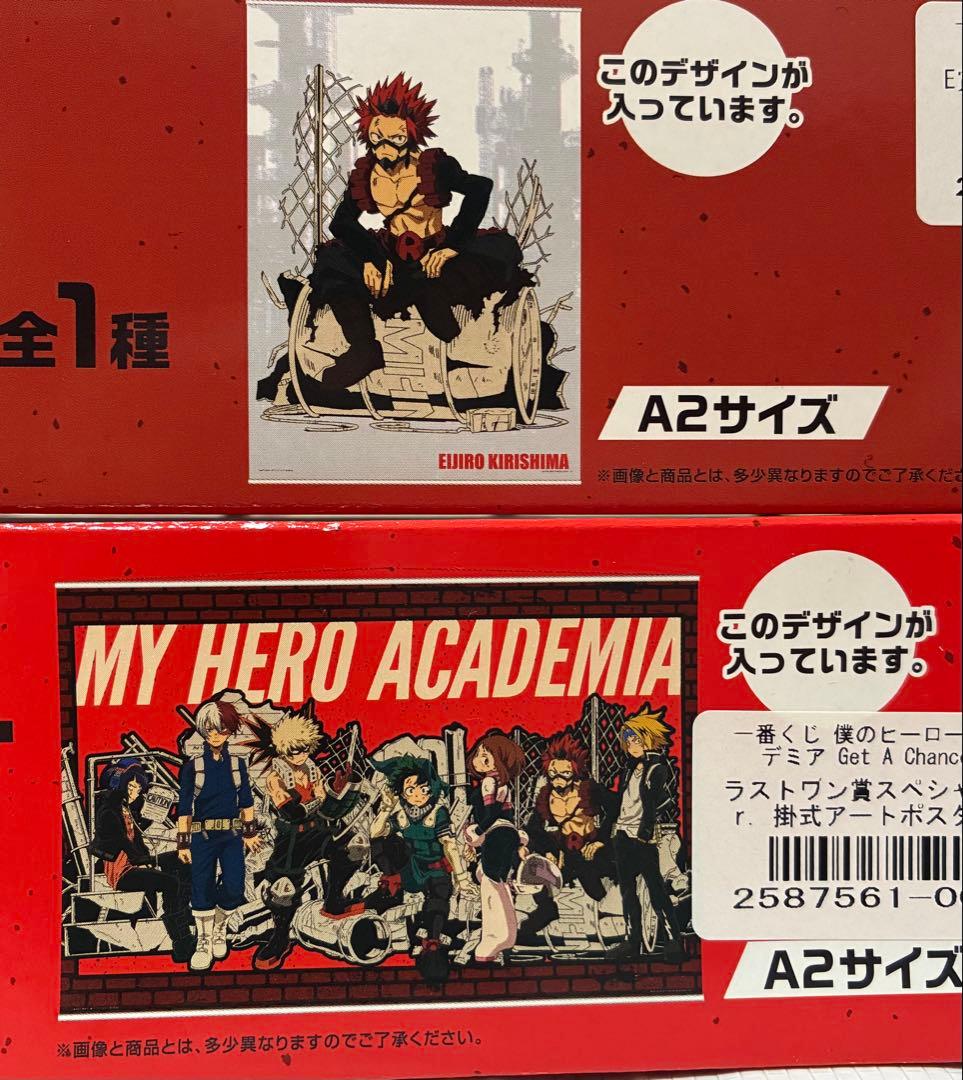 このデザインが
入っています。
全1種
A2サイズ
EIJIRO KIRISHIMA
※画像と商品とは、多少異なりますのでご了承くださ
MY HERO ACADEMIA
このデザインが
入っています。
一番くじ 僕のヒーロー
デミア Get A Chance
ラストワン賞スペシャ
r. 掛式アートポスタ
2587561-0
A2サイズ
※画像と商品とは、多少異なりますのでご了承ください。